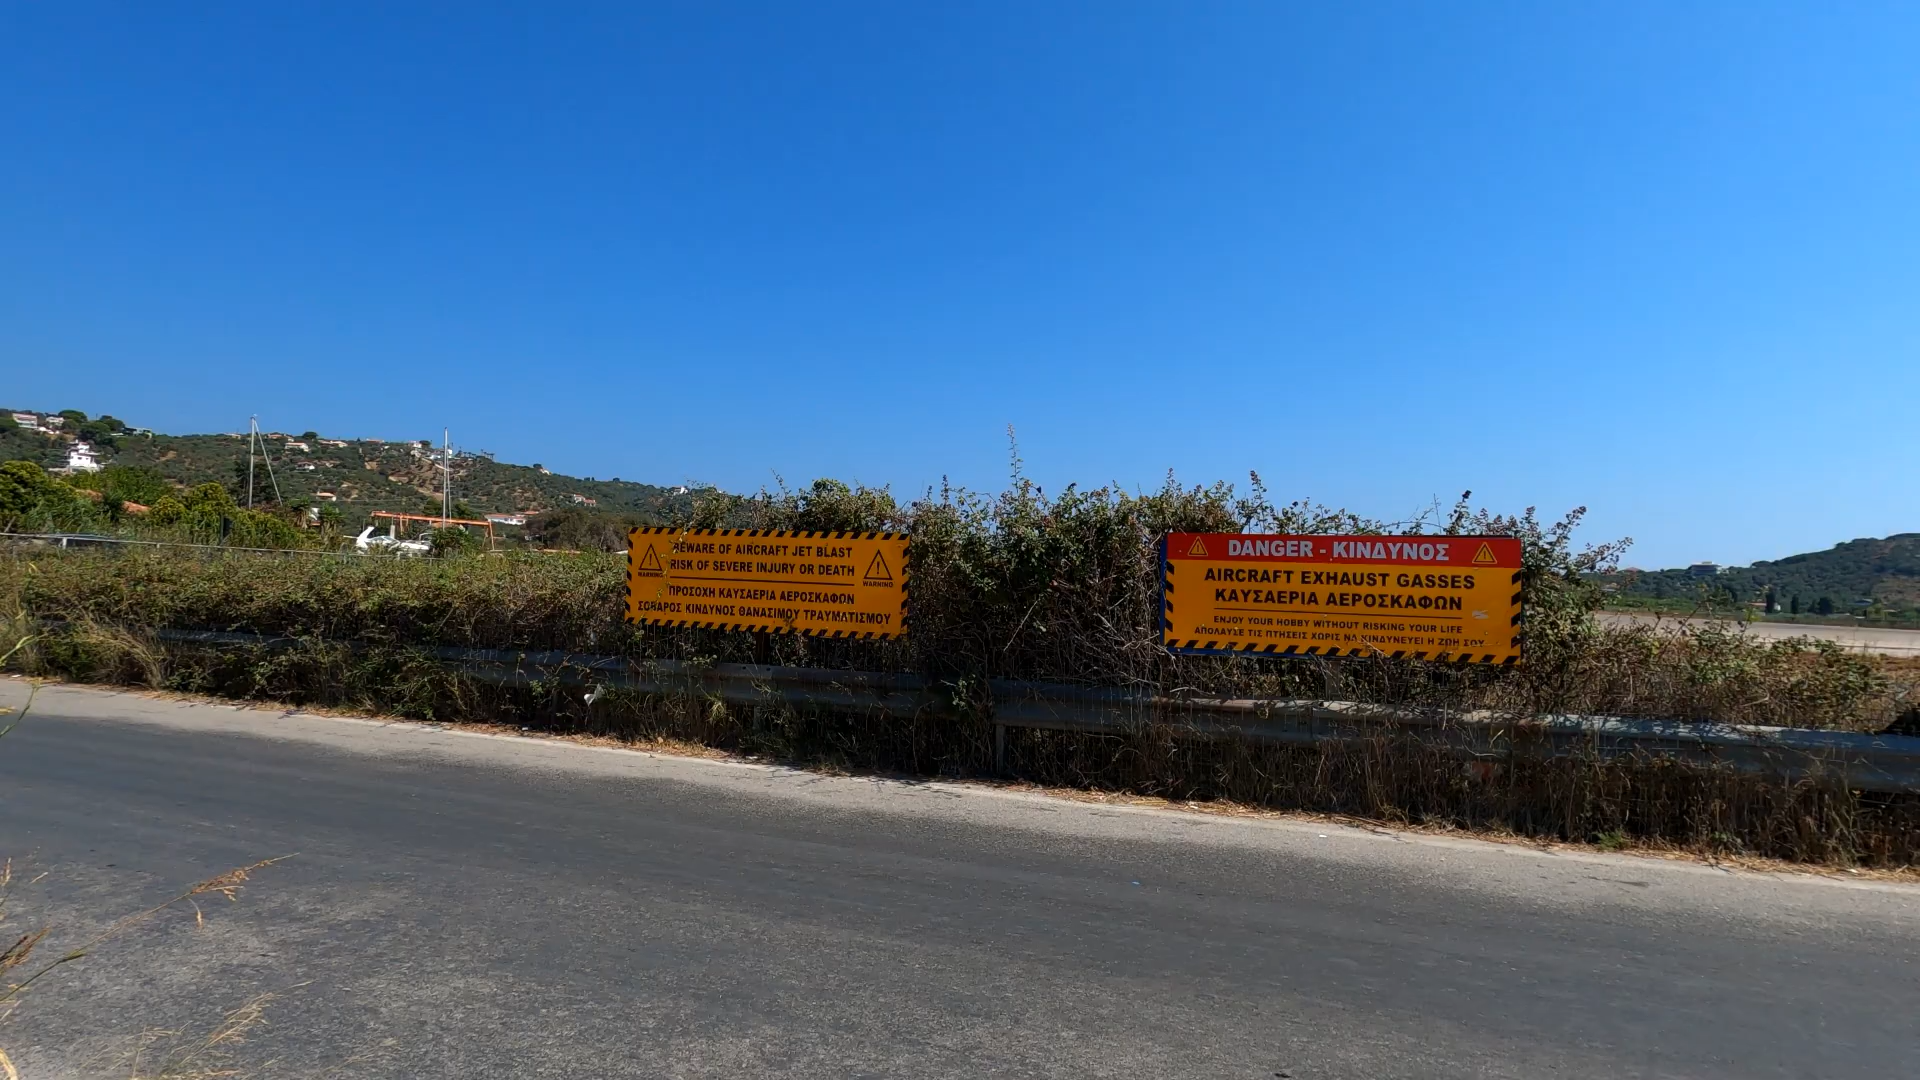 BEWARE OF AIRCRAFT JET BLAST
RISK OF SEVERE INJURY OR DEATH
WARNING
WARNING
ΠΡΟΣΟΧΗ ΚΑΥΣΑΕΡΙΑ ΑΕΡΟΣΚΑΦΩΝ
ΣΟΒΑΡΟΣ ΚΙΝΔΥΝΟΣ ΘΑΝΑΣΙΜΟΥ ΤΡΑΥΜΑΤΙΣΜΟΥ
DANGER - ΚΙΝΔΥΝΟΣ
AIRCRAFT EXHAUST GASSES
ΚΑΥΣΑΕΡΙΑ ΑΕΡΟΣΚΑΦΩΝ
ENJOY YOUR HOBBY WITHOUT RISKING YOUR LIFE
ΑΠΟΛΑΥΣΕ ΤΙΣ ΠΤΗΣΕΙΣ ΧΩΡΙΣ ΝΑ ΚΙΝΔΥΝΕΥΕΙ Η ΖΩΗ ΣΟΥ